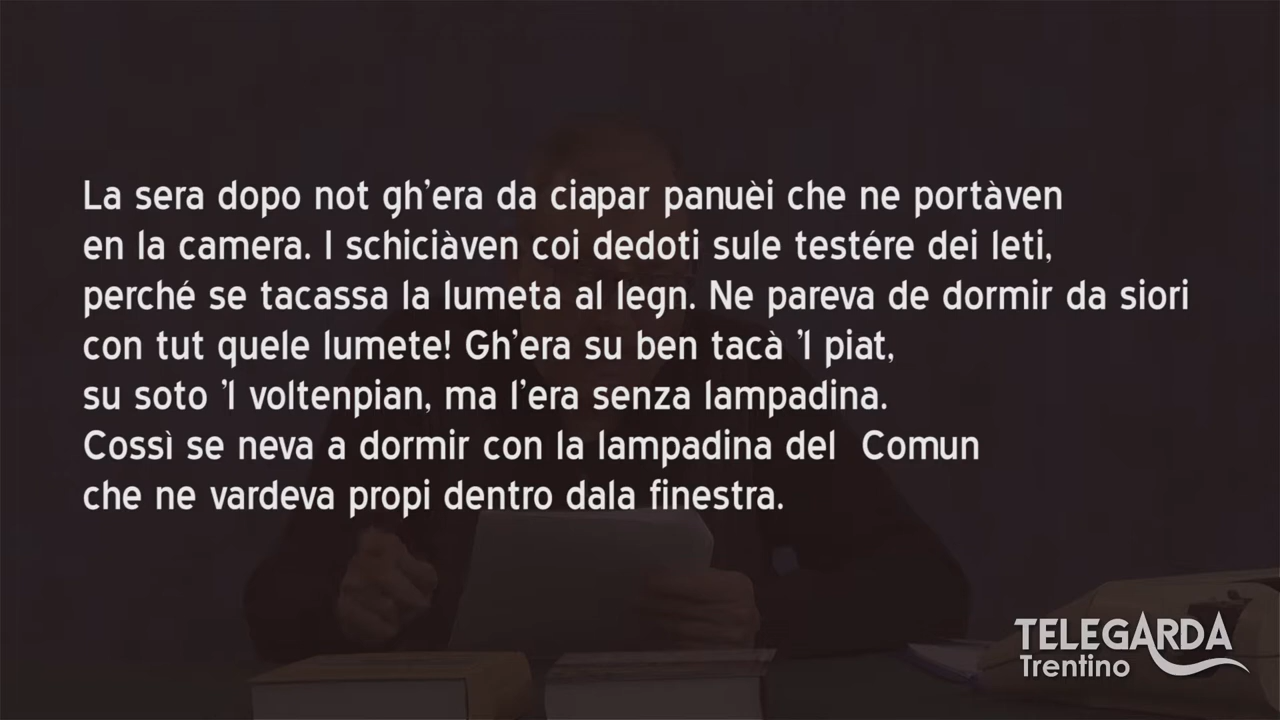 La sera dopo not gh'era da ciapar panuèi che ne portàven
en la camera. I schiciàven coi dedoti sule testére dei leti,
perché se tacassa la lumeta al legn. Ne pareva de dormir da siori
con tut quele lumete! Gh'era su ben tacà 'l piat,
su soto 'l voltenpian, ma l'era senza lampadina.
Cossì se neva a dormir con la lampadina del  Comun
che ne vardeva propi dentro dala finestra.
TELEGARDA
Trentino